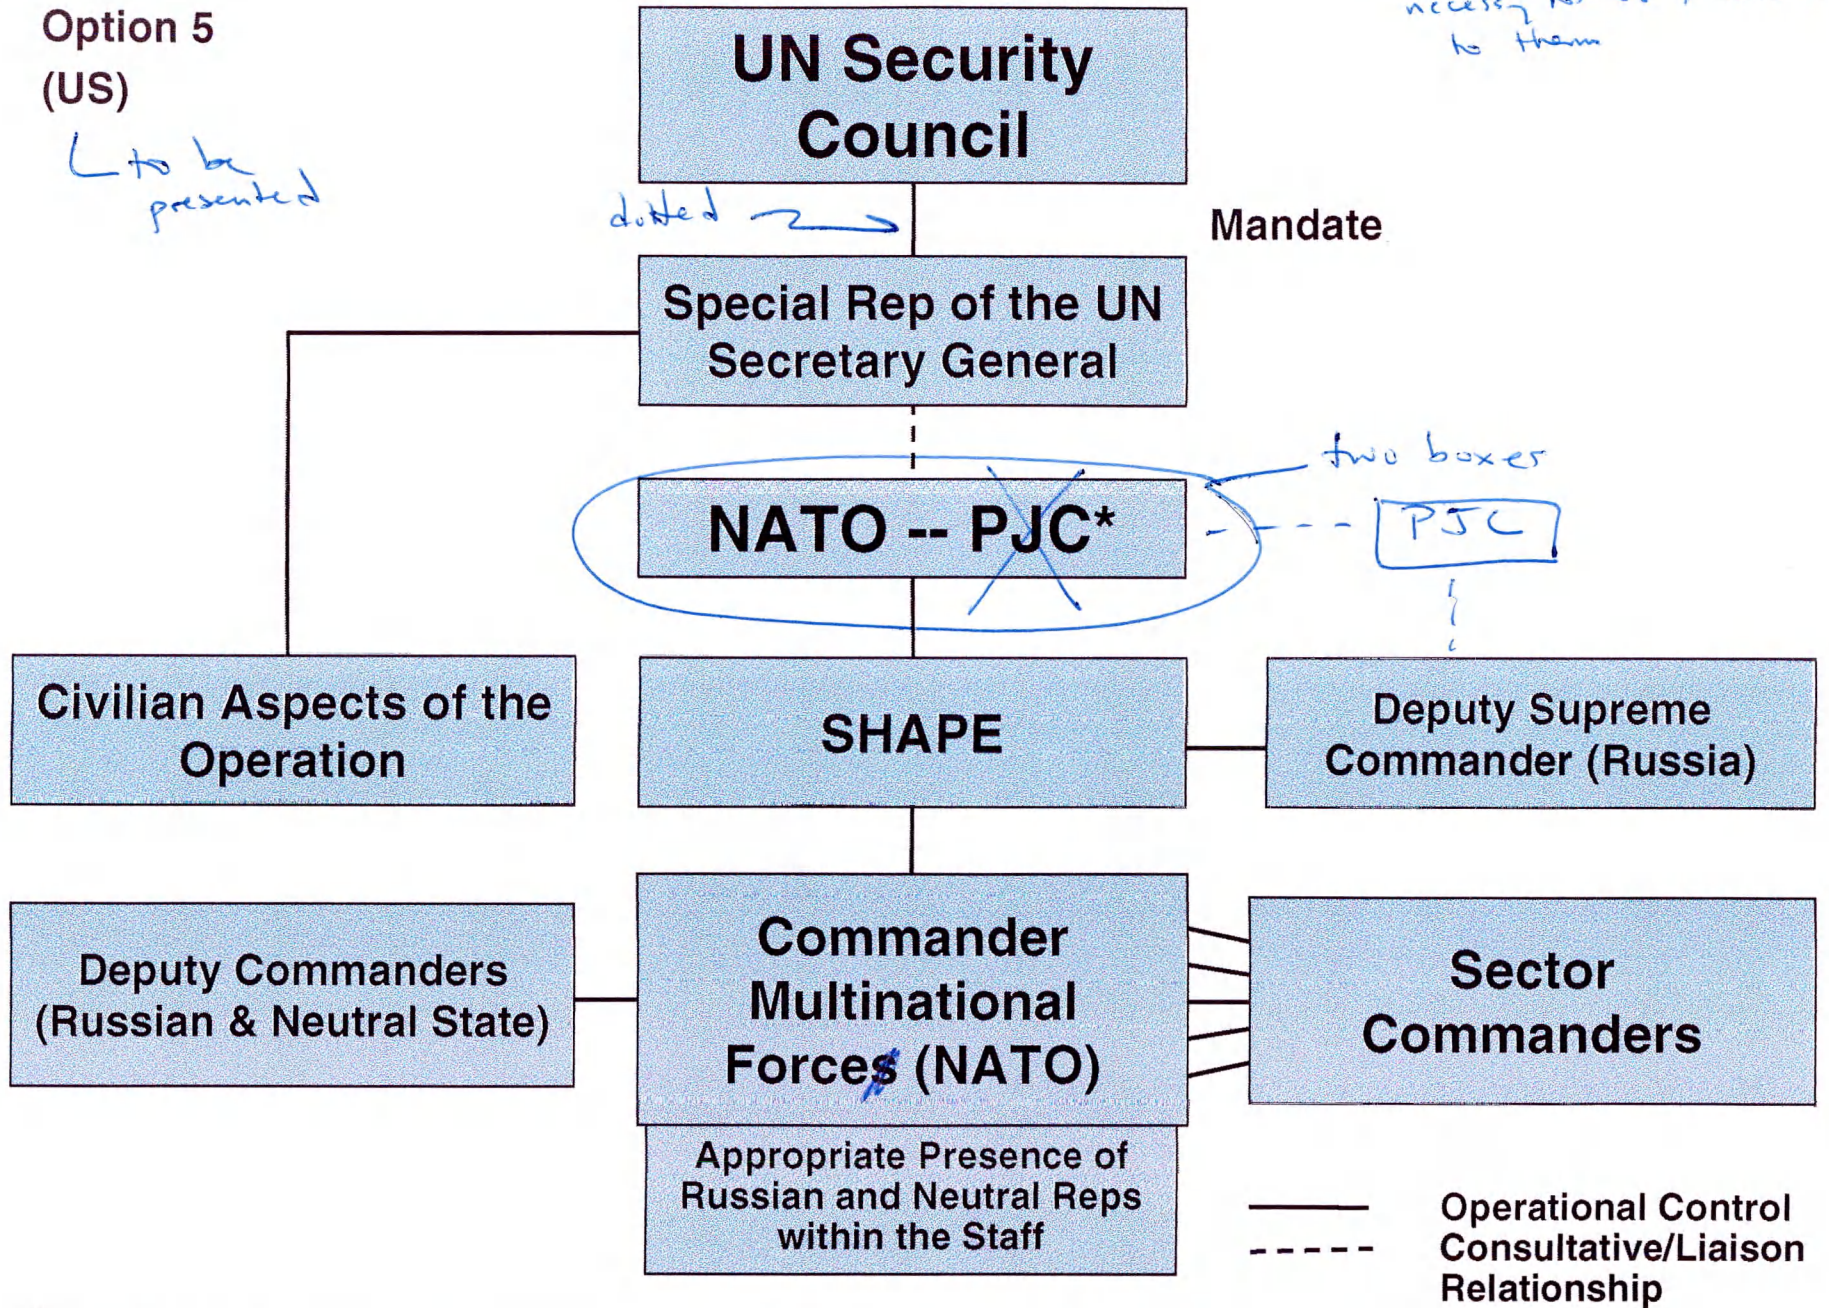 Option 5
(US)
to be
presented
to them
UN Security
Council
dotted
Mandate
Special Rep of the UN
Secretary General
two boxes
NATO -- PJC*
PJC
Civilian Aspects of the
Operation
SHAPE
Deputy Supreme
Commander (Russia)
Deputy Commanders
(Russian & Neutral State)
Commander
Multinational
Forces (NATO)
Sector
Commanders
Appropriate Presence of
Russian and Neutral Reps
within the Staff
Operational Control
Consultative/Liaison
Relationship